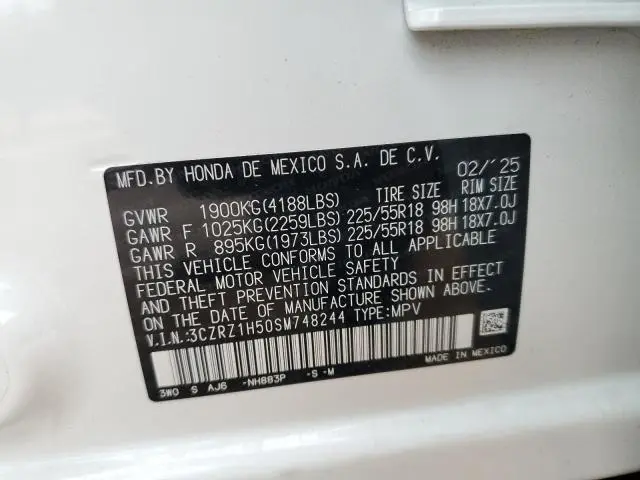 MFD.BY HONDA DE MEXICO S.A. DE C.V. 02/'25
TIRE SIZE RIM SIZE
GVWR 1900KG(4188LBS)
GAWR F 1025KG(2259LBS) 225/55R18 98H 18X7.0J
GAWR R 895KG(1973LBS) 225/55R18 98H 18X7.0J
THIS VEHICLE CONFORMS TO ALL APPLICABLE
FEDERAL MOTOR VEHICLE SAFETY
AND THEFT PREVENTION STANDARDS IN EFFECT
ON THE DATE OF MANUFACTURE SHOWN ABOVE.
V.I.N.:3CZRZ1H50SM748244 TYPE:MPV
MADE IN MEXICO
3W0 S AJ6 -NH883P -S -M